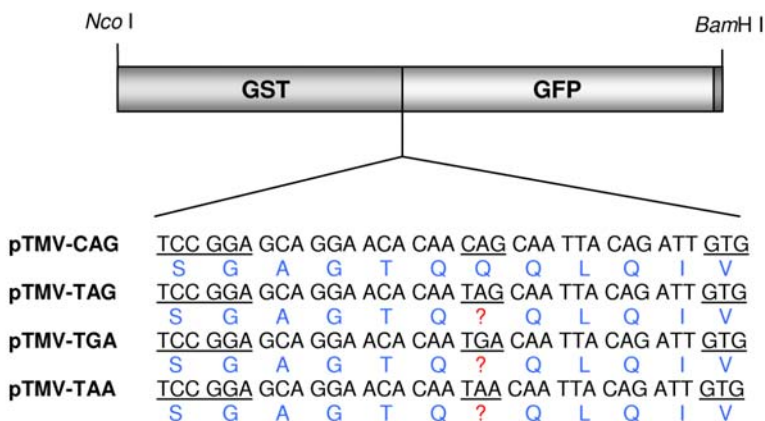 Nco I
BamH I
GST GFP
pTMV-CAG TCC GGA GCA GGA ACA CAA CAG CAA TTA CAG ATT GTG
S G A G T Q Q Q L Q I V
pTMV-TAG TCC GGA GCA GGA ACA CAA TAG CAA TTA CAG ATT GTG
S G A G T Q ? Q L Q I V
pTMV-TGA TCC GGA GCA GGA ACA CAA TGA CAA TTA CAG ATT GTG
S G A G T Q ? Q L Q I V
pTMV-TAA TCC GGA GCA GGA ACA CAA TAA CAA TTA CAG ATT GTG
S G A G T Q ? Q L Q I V